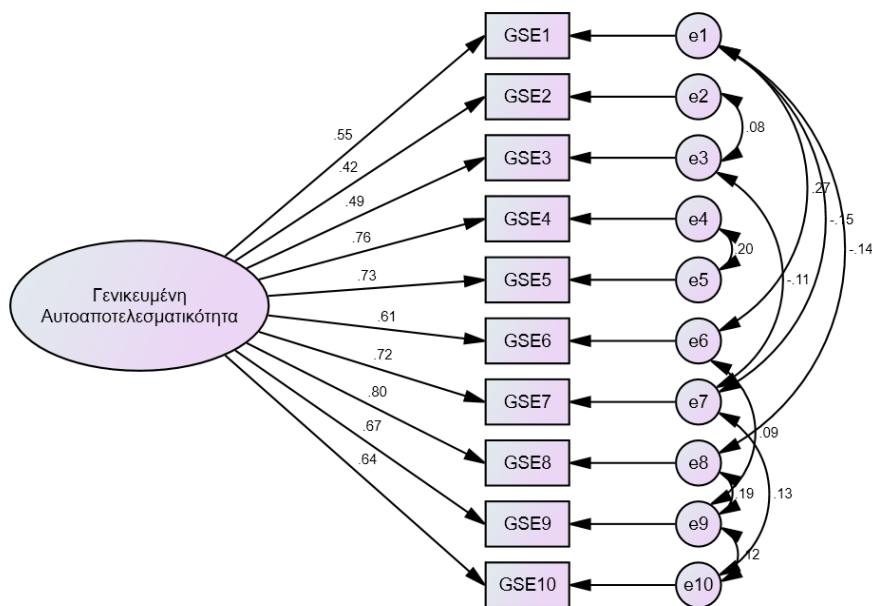 Γενικευμένη
Αυτοαποτελεσματικότητα
.55
.42
.49
.76
.73
.61
.72
.80
.67
.64
GSE1
GSE2
GSE3
GSE4
GSE5
GSE6
GSE7
GSE8
GSE9
GSE10
e1
e2
e3
e4
e5
e6
e7
e8
e9
e10
.08
.27
-.15
-.14
.20
-.11
.09
.19
.13
.12